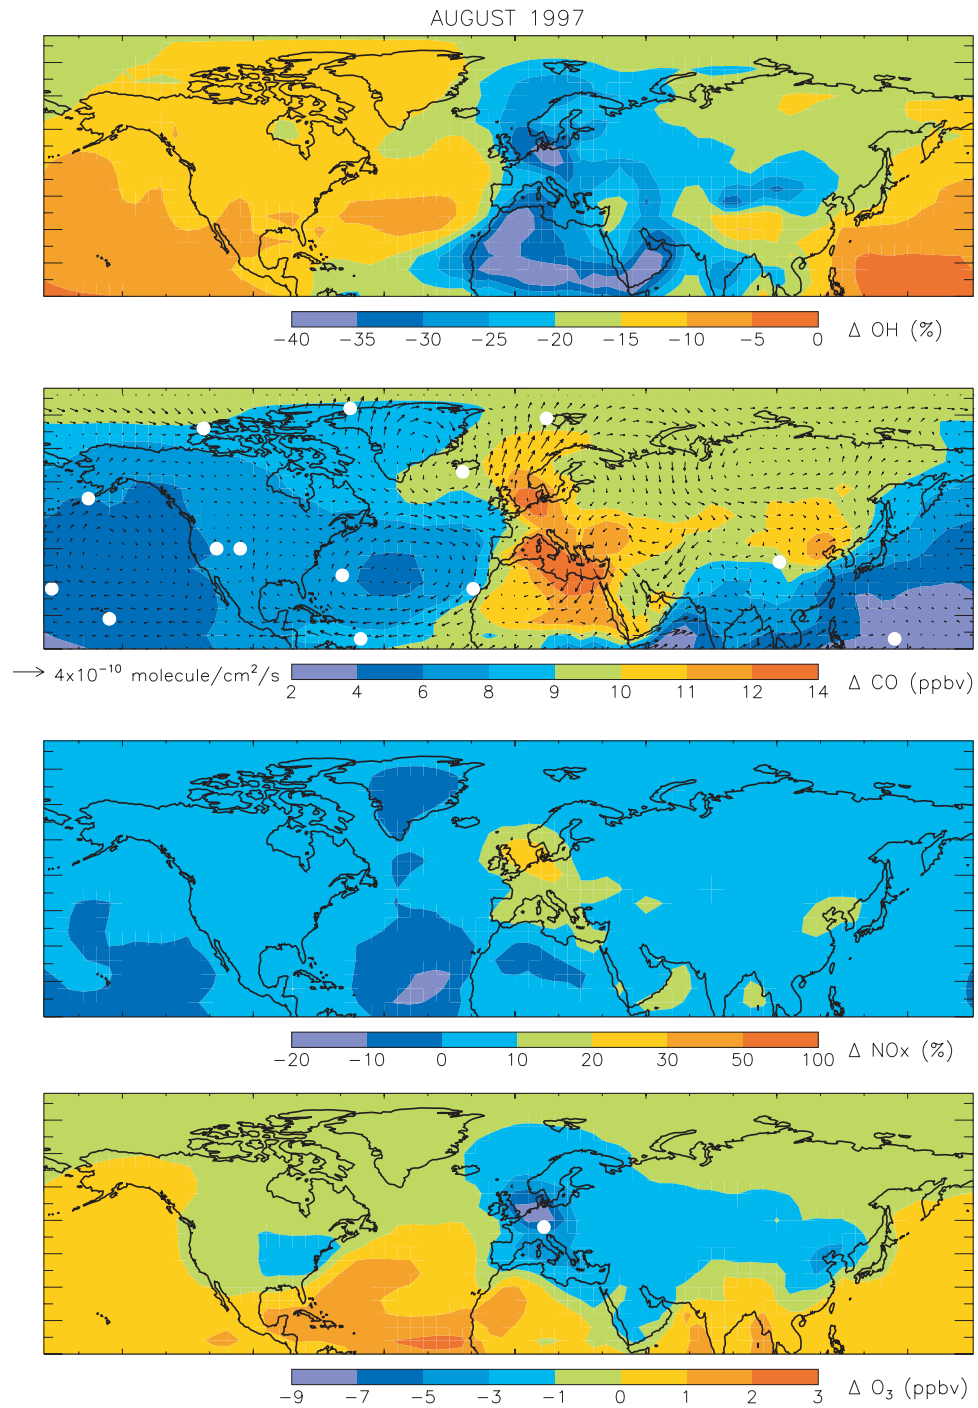 AUGUST 1997
−40 −35 −30 −25 −20 −15 −10 −5 0 Δ OH (%)
4x10⁻¹⁰ molecule/cm²/s
2 4 6 8 9 10 11 12 14 Δ CO (ppbv)
−20 −10 0 10 20 30 50 100 Δ NOx (%)
−9 −7 −5 −3 −1 0 1 2 3 Δ O₃ (ppbv)